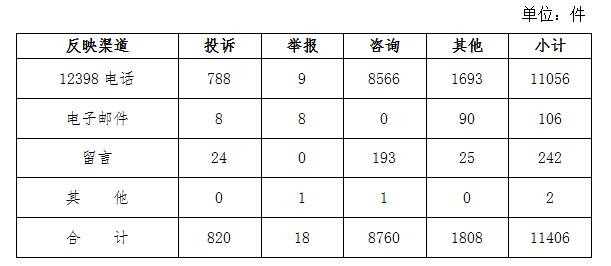 单位：件
反映渠道 投诉 举报 咨询 其他 小计
12398 电话 788 9 8566 1693 11056
电子邮件 8 8 0 90 106
留言 24 0 193 25 242
其 他 0 1 1 0 2
合 计 820 18 8760 1808 11406